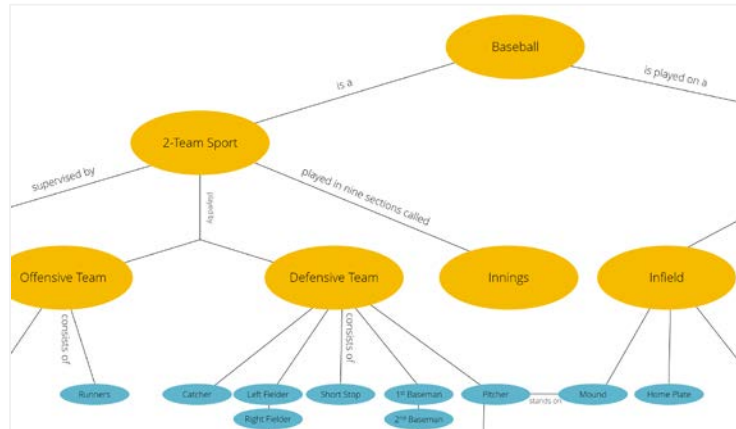 Baseball
is a
is played on a
2-Team Sport
supervised by
played by
played in nine sections called
Offensive Team
Defensive Team
Innings
Infield
consists of
consists of
Runners
Catcher
Left Fielder
Short Stop
1st Baseman
Pitcher
stands on
Mound
Home Plate
Right Fielder
2nd Baseman